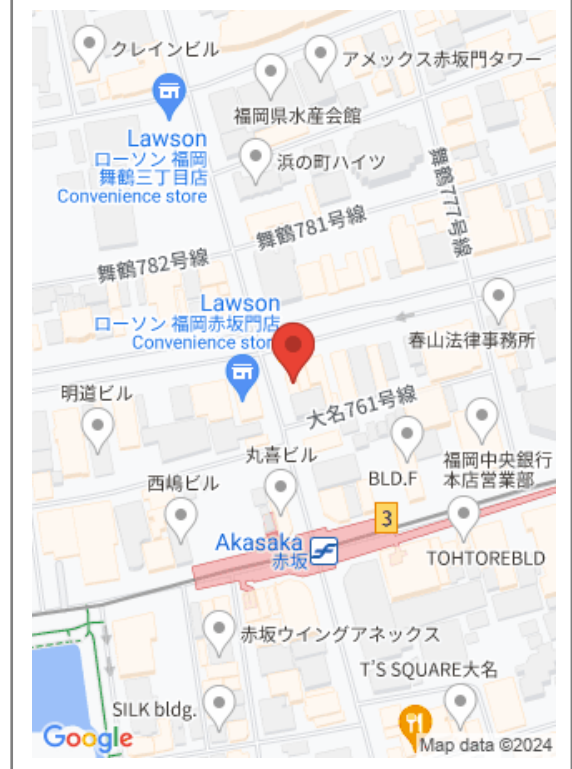 クレインビル
アメックス赤坂門タワー
福岡県水産会館
Lawson
ローソン 福岡
舞鶴三丁目店
Convenience store
浜の町ハイツ
舞鶴777号線
舞鶴781号線
舞鶴782号線
Lawson
ローソン 福岡赤坂門店
Convenience stor
春山法律事務所
明道ビル
大名761号線
丸喜ビル
西嶋ビル
BLD.F
福岡中央銀行
本店営業部
3
Akasaka
赤坂
TOHTOREBLD
赤坂ウイングアネックス
T'S SQUARE大名
SILK bldg.
Google
Map data ©2024